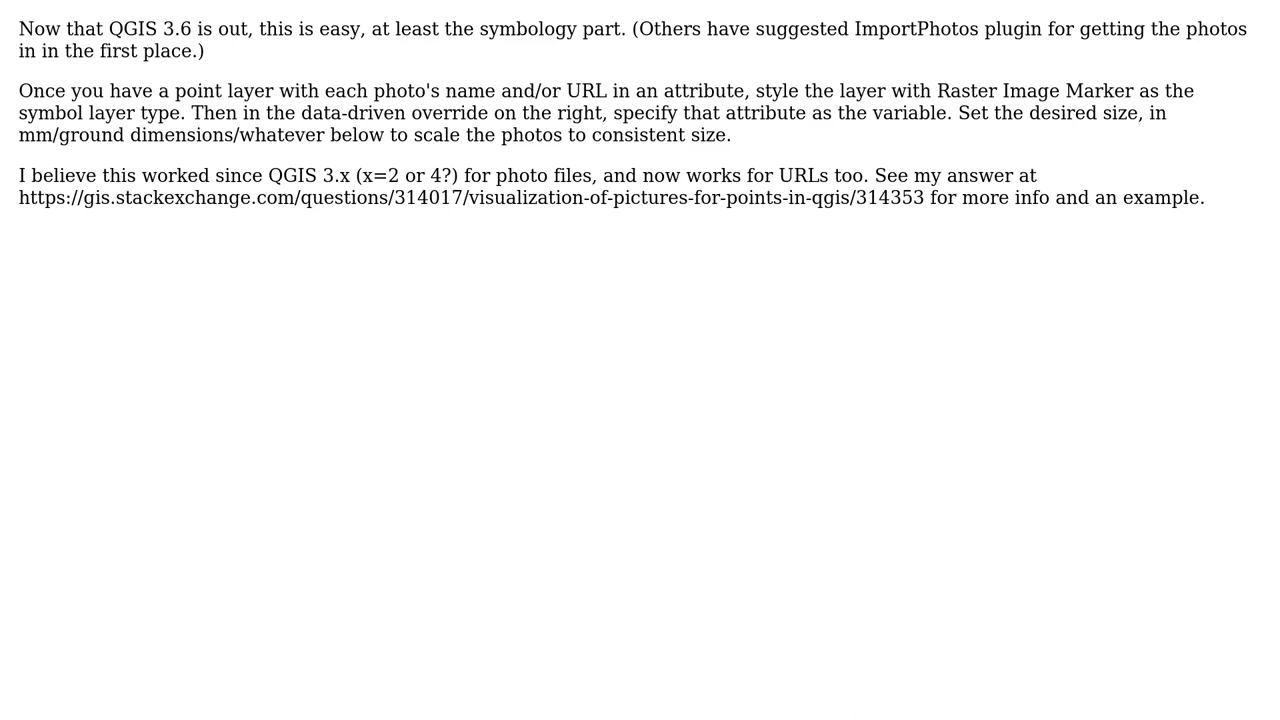 Now that QGIS 3.6 is out, this is easy, at least the symbology part. (Others have suggested ImportPhotos plugin for getting the photos
in in the first place.)
Once you have a point layer with each photo's name and/or URL in an attribute, style the layer with Raster Image Marker as the
symbol layer type. Then in the data-driven override on the right, specify that attribute as the variable. Set the desired size, in
mm/ground dimensions/whatever below to scale the photos to consistent size.
I believe this worked since QGIS 3.x (x=2 or 4?) for photo files, and now works for URLs too. See my answer at
https://gis.stackexchange.com/questions/314017/visualization-of-pictures-for-points-in-qgis/314353 for more info and an example.